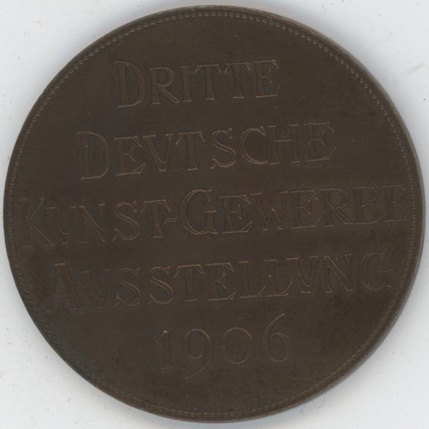 DRITTE
DEVTSCHE
KVNST-GEWERBE
AVSSTELLVNG
1906